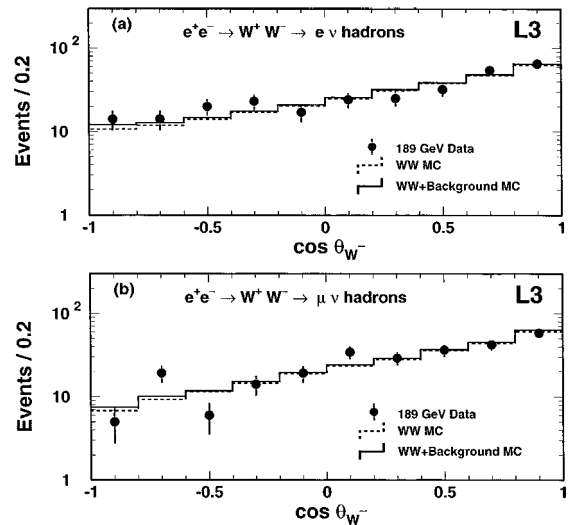 (a)
e⁺e⁻ → W⁺ W⁻ → e ν hadrons
L3
Events / 0.2
10²
10
1
189 GeV Data
WW MC
WW+Background MC
-1 -0.5 0 0.5 1
cos θ_W⁻
(b)
e⁺e⁻ → W⁺ W⁻ → μ ν hadrons
L3
Events / 0.2
10²
10
1
189 GeV Data
WW MC
WW+Background MC
-1 -0.5 0 0.5 1
cos θ_W⁻